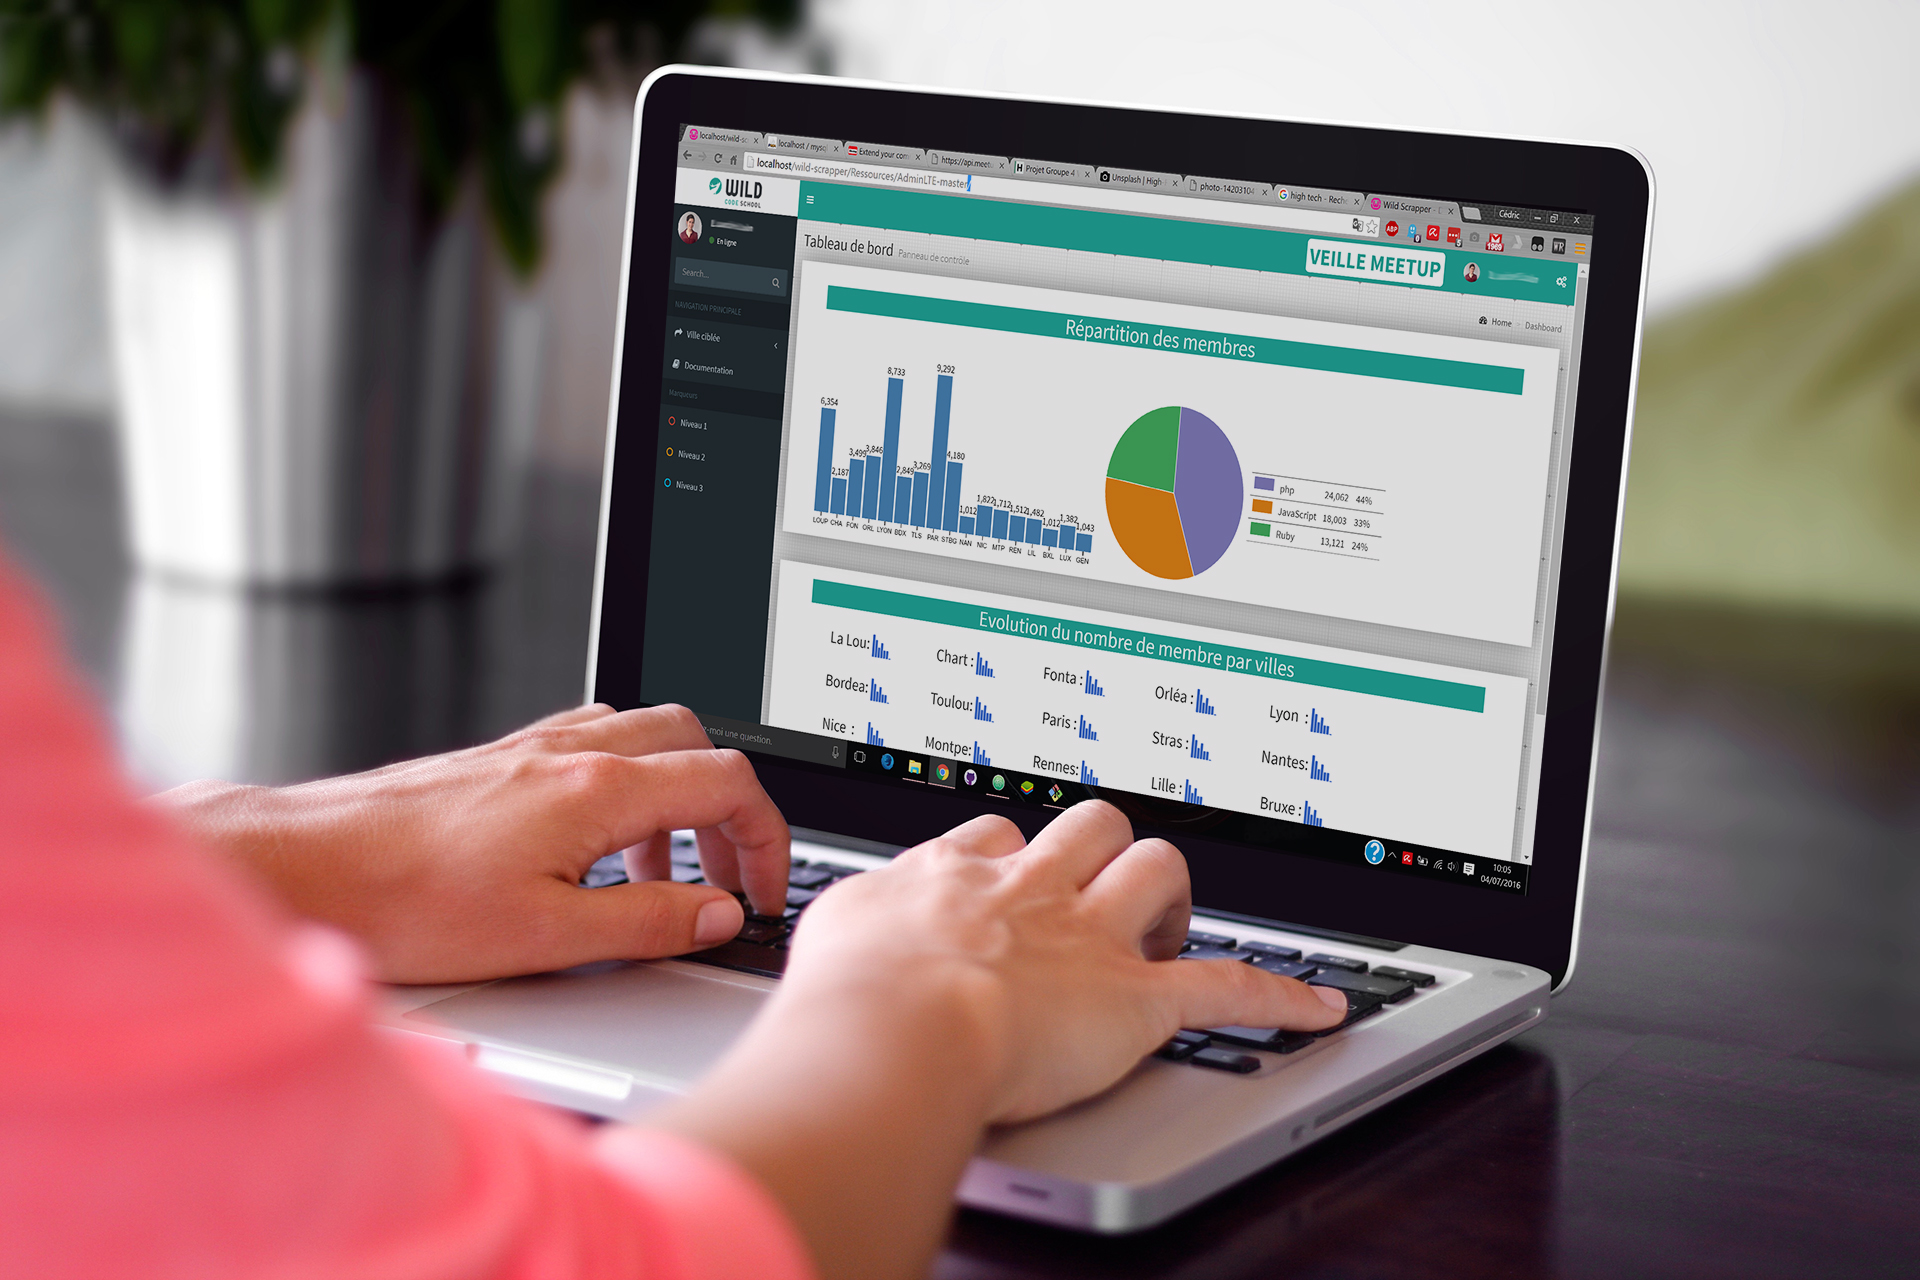 localhost/wild-sc
localhost / mysc
Extend your com
https://api.meet
Projet Groupe 4
Unsplash | High-
photo-14203104
high tech - Rech
Wild Scrapper - D
Cédric
localhost/wild-scrapper/Ressources/AdminLTE-master/
ABP
1969
WR
WILD
CODE SCHOOL
VEILLE MEETUP
En ligne
Search...
NAVIGATION PRINCIPALE
Ville ciblée
Documentation
Marqueurs
Niveau 1
Niveau 2
Niveau 3
Tableau de bord Panneau de contrôle
Home - Dashboard
Répartition des membres
6,354
2,187
3,499
3,846
8,733
2,849
3,269
9,292
4,180
1,012
1,822
1,712
1,512
1,482
1,012
1,382
1,043
LOUP CHA FON ORL LYON BDX TLS PAR STBG NAN NIC MTP REN LIL BXL LUX GEN
php 24,062 44%
JavaScript 18,003 33%
Ruby 13,121 24%
Evolution du nombre de membre par villes
La Lou: Chart : Fonta : Orléa : Lyon :
Bordea: Toulou: Paris : Stras : Nantes:
Nice : Montpe: Rennes: Lille : Bruxe :
-moi une question.
10:05
04/07/2016